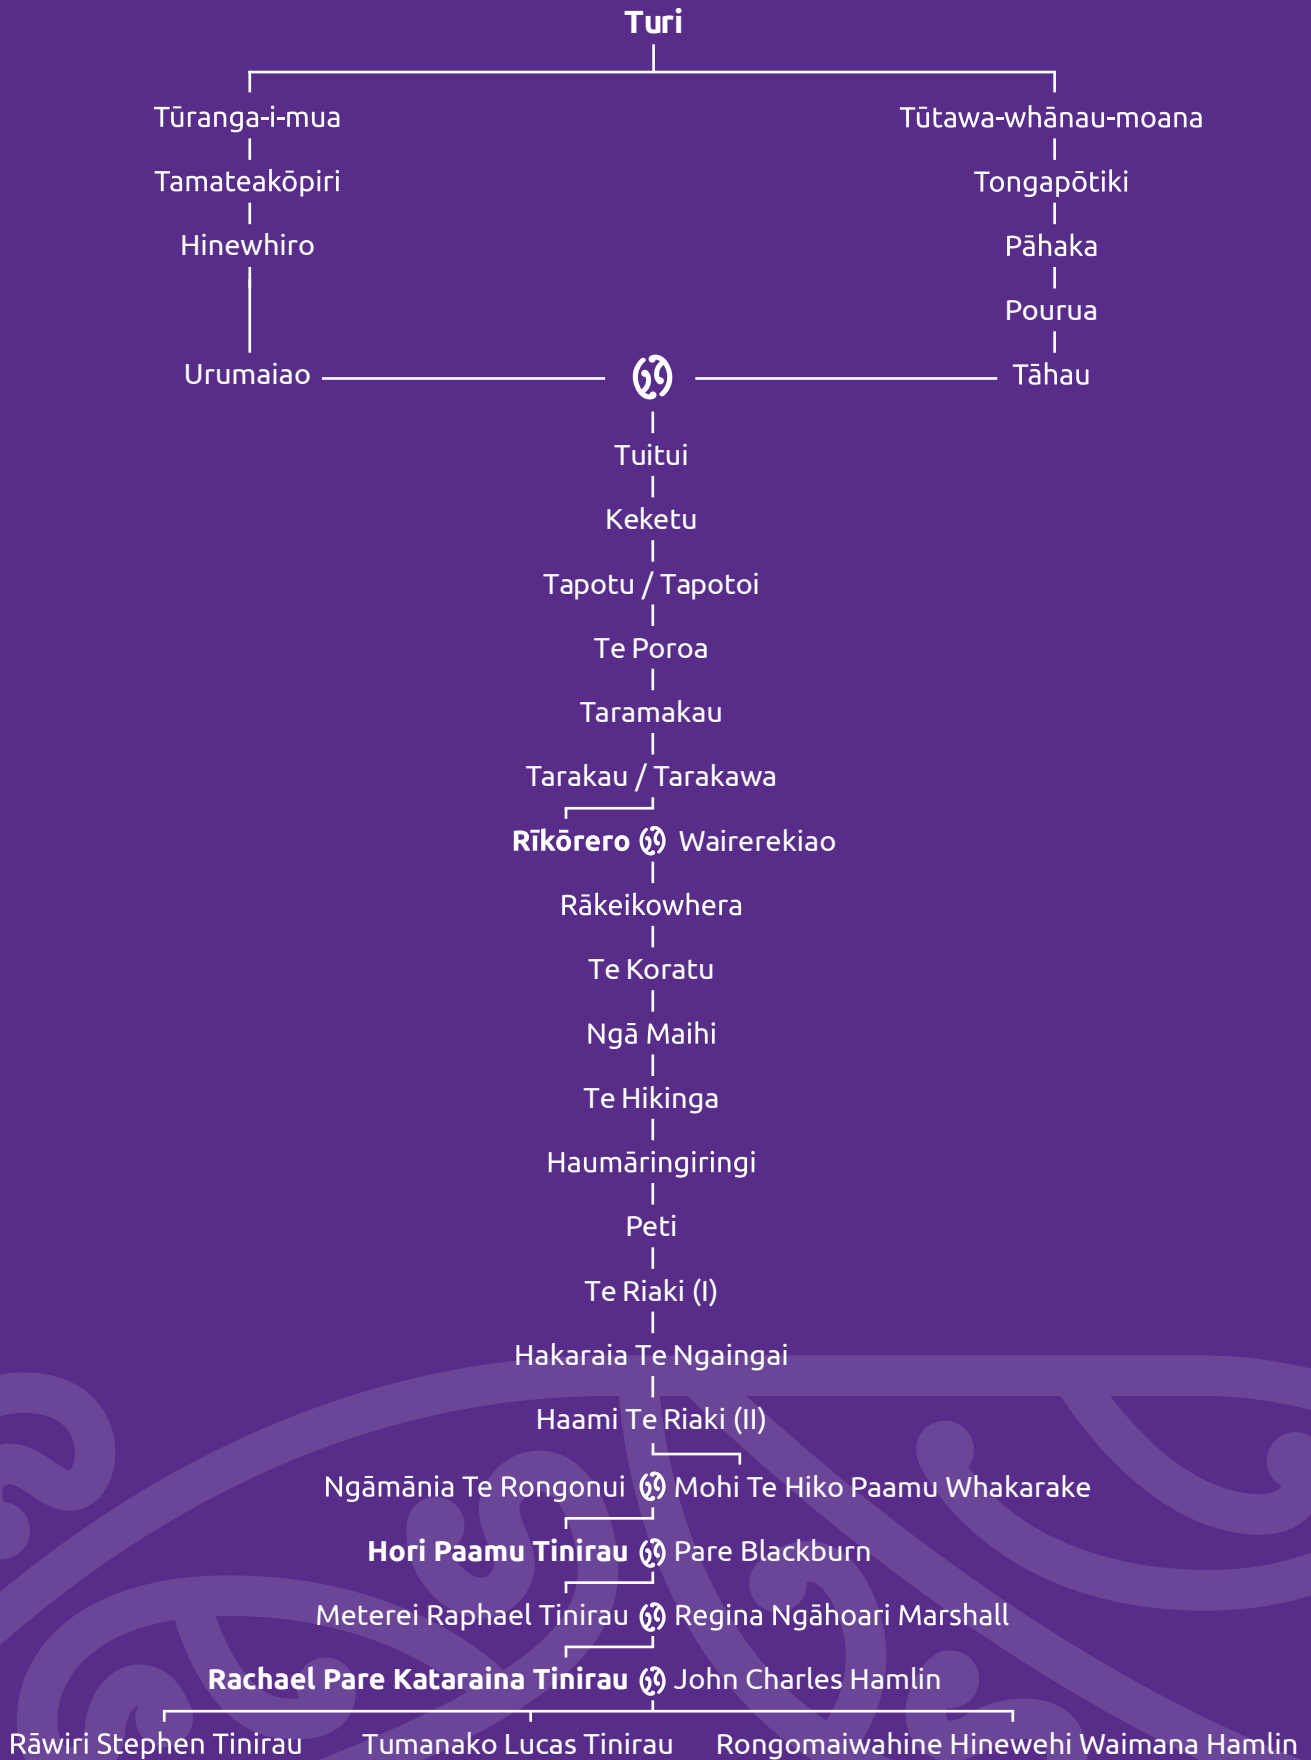 Turi
Tūranga-i-mua Tūtawa-whānau-moana
Tamateakōpiri Tongapōtiki
Hinewhiro Pāhaka
Pourua
Urumaiao Tāhau
Tuitui
Keketu
Tapotu / Tapotoi
Te Poroa
Taramakau
Tarakau / Tarakawa
Rīkōrero Wairerekiao
Rākeikowhera
Te Koratu
Ngā Maihi
Te Hikinga
Haumāringiringi
Peti
Te Riaki (I)
Hakaraia Te Ngaingai
Haami Te Riaki (II)
Ngāmānia Te Rongonui Mohi Te Hiko Paamu Whakarake
Hori Paamu Tinirau Pare Blackburn
Meterei Raphael Tinirau Regina Ngāhoari Marshall
Rachael Pare Kataraina Tinirau John Charles Hamlin
Rāwiri Stephen Tinirau Tumanako Lucas Tinirau Rongomaiwahine Hinewehi Waimana Hamlin